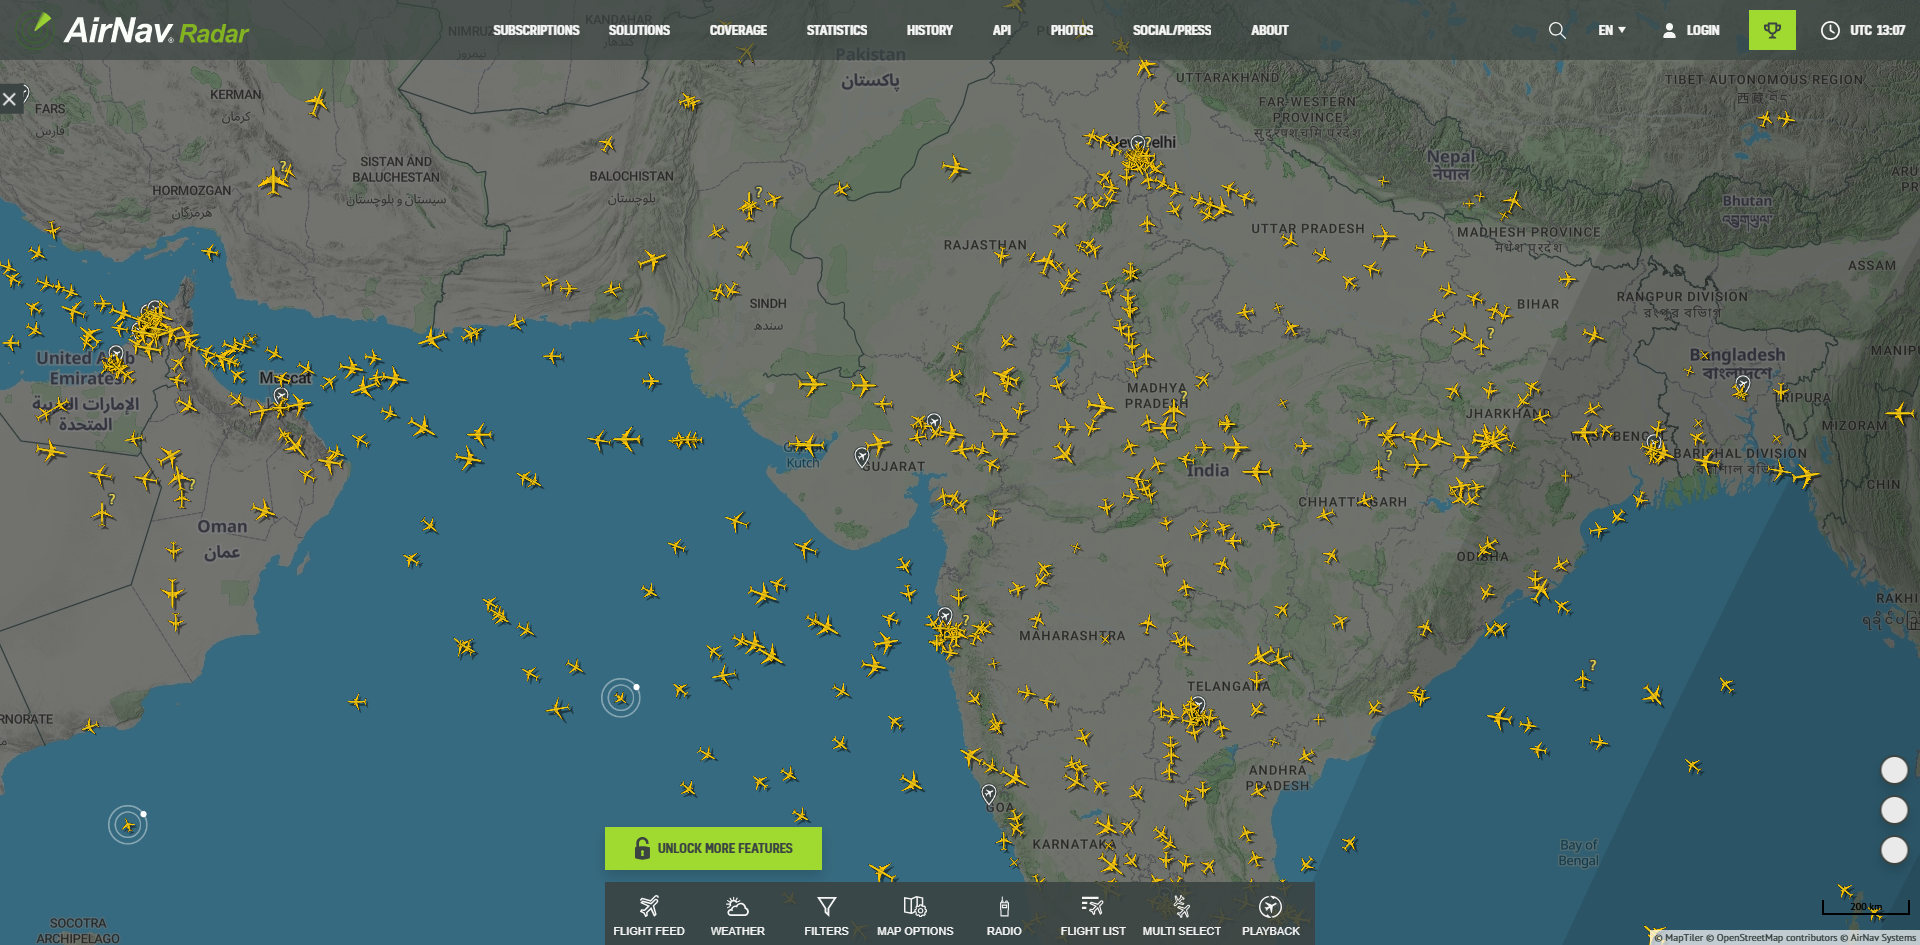 AirNav Radar
SUBSCRIPTIONS
SOLUTIONS
COVERAGE
STATISTICS
HISTORY
API
PHOTOS
SOCIAL/PRESS
ABOUT
EN
LOGIN
UTC 13:07
KANDAHAR
Pakistan
پاکستان
UTTARAKHAND
TIBET AUTONOMOUS REGION
FARS
فارس
KERMAN
کرمان
FAR-WESTERN
PROVINCE
New Delhi
SISTAN AND
BALUCHESTAN
سیستان و بلوچستان
HORMOZGAN
هرمزگان
BALOCHISTAN
بلوچستان
Nepal
नेपाल
Bhutan
RAJASTHAN
UTTAR PRADESH
MADHESH PROVINCE
मधेश प्रदेश
ASSAM
SINDH
سندھ
BIHAR
RANGPUR DIVISION
রংপুর বিভাগ
United Arab
Emirates
الإمارات العربية
المتحدة
Muscat
Bangladesh
বাংলাদেশ
MADHYA
PRADESH
JHARKHAND
TRIPURA
MIZORAM
WEST BENGAL
Kutch
GUJARAT
India
BARISHAL DIVISION
বরিশাল বিভাগ
CHHATTISGARH
CHIN
Oman
عمان
ODISHA
MAHARASHTRA
TELANGANA
ANDHRA
PRADESH
GOA
KARNATAKA
Bay of
Bengal
SOCOTRA
ARCHIPELAGO
UNLOCK MORE FEATURES
FLIGHT FEED
WEATHER
FILTERS
MAP OPTIONS
RADIO
FLIGHT LIST
MULTI SELECT
PLAYBACK
200 km
© MapTiler © OpenStreetMap contributors © AirNav Systems